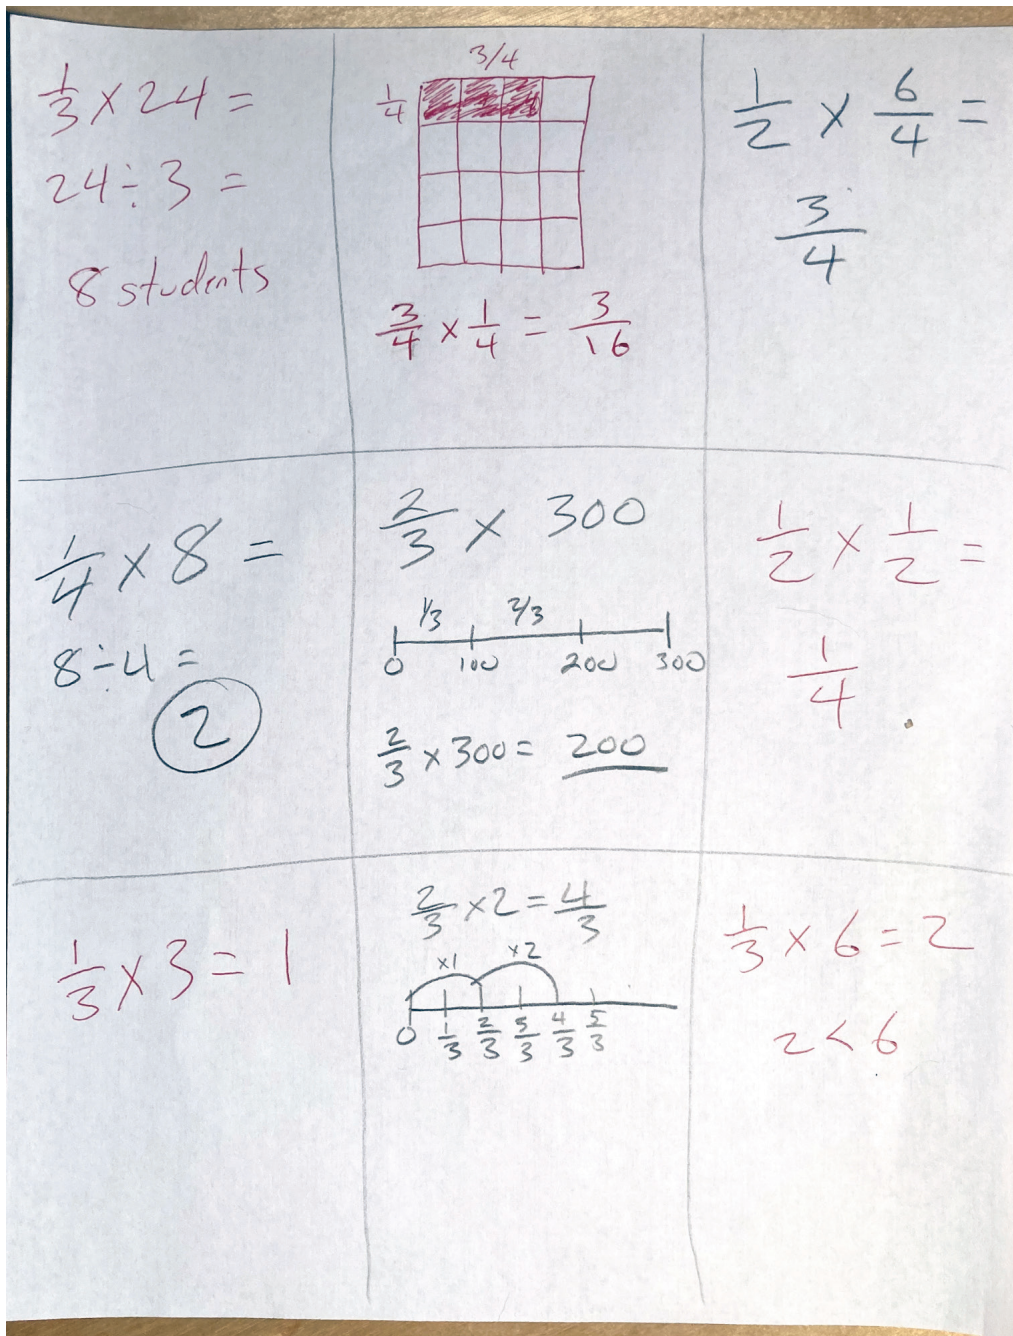 1/3 × 24 =
24 ÷ 3 =
8 students
3/4
1/4
3/4 × 1/4 = 3/16
1/2 × 6/4 =
3/4
1/4 × 8 =
8 ÷ 4 =
2
2/3 × 300
1/3 2/3
0 100 200 300
2/3 × 300 = 200
1/2 × 1/2 =
1/4
1/3 × 3 = 1
2/3 × 2 = 4/3
×1 ×2
0 1/3 2/3 5/3 4/3 5/3
1/3 × 6 = 2
2 < 6